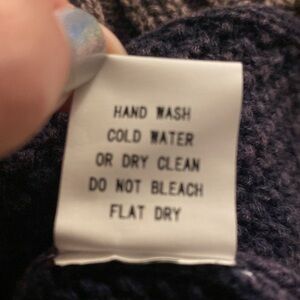 HAND WASH
COLD WATER
OR DRY CLEAN
DO NOT BLEACH
FLAT DRY